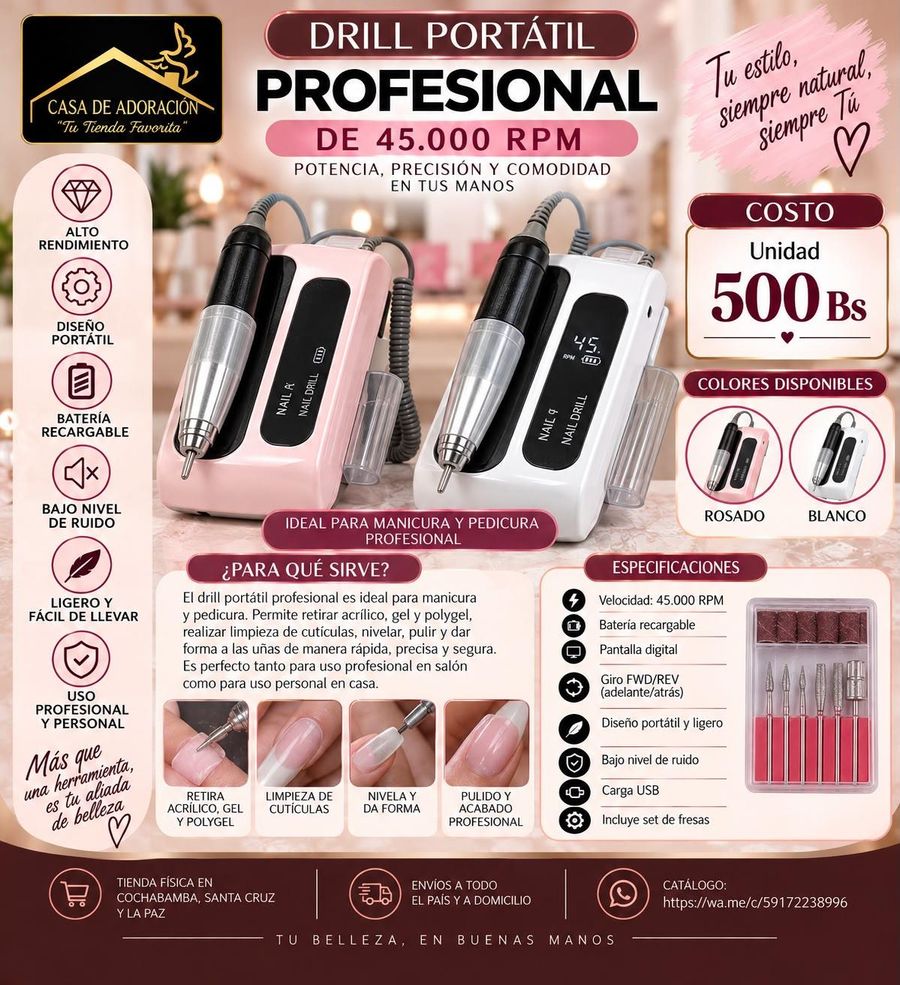 CASA DE ADORACIÓN
"Tu Tienda Favorita"
DRILL PORTÁTIL
PROFESIONAL
DE 45.000 RPM
POTENCIA, PRECISIÓN Y COMODIDAD
EN TUS MANOS
Tu estilo,
siempre natural,
siempre Tú
ALTO
RENDIMIENTO
DISEÑO
PORTÁTIL
BATERÍA
RECARGABLE
BAJO NIVEL
DE RUIDO
LIGERO Y
FÁCIL DE LLEVAR
USO
PROFESIONAL
Y PERSONAL
Más que
una herramienta,
es tu aliada
de belleza
NAIL
NAIL DRILL
45.
RPM
NAIL
NAIL DRILL
COSTO
Unidad
500 Bs
COLORES DISPONIBLES
ROSADO
BLANCO
IDEAL PARA MANICURA Y PEDICURA
PROFESIONAL
¿PARA QUÉ SIRVE?
El drill portátil profesional es ideal para manicura
y pedicura. Permite retirar acrílico, gel y polygel,
realizar limpieza de cutículas, nivelar, pulir y dar
forma a las uñas de manera rápida, precisa y segura.
Es perfecto tanto para uso profesional en salón
como para uso personal en casa.
RETIRA
ACRÍLICO, GEL
Y POLYGEL
LIMPIEZA DE
CUTÍCULAS
NIVELA Y
DA FORMA
PULIDO Y
ACABADO
PROFESIONAL
ESPECIFICACIONES
Velocidad: 45.000 RPM
Batería recargable
Pantalla digital
Giro FWD/REV
(adelante/atrás)
Diseño portátil y ligero
Bajo nivel de ruido
Carga USB
Incluye set de fresas
TIENDA FÍSICA EN
COCHABAMBA, SANTA CRUZ
Y LA PAZ
ENVÍOS A TODO
EL PAÍS Y A DOMICILIO
CATÁLOGO:
https://wa.me/c/59172238996
TU BELLEZA, EN BUENAS MANOS